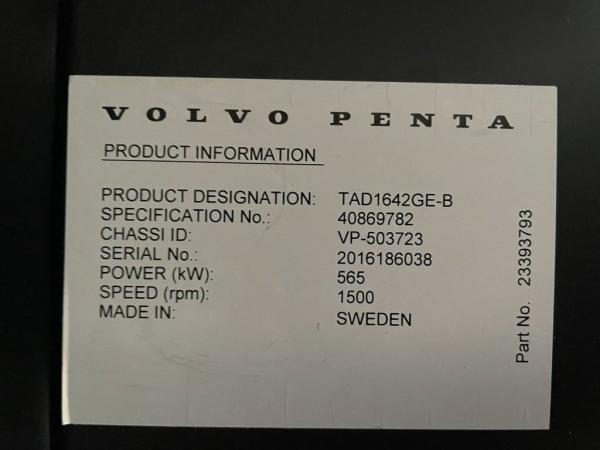 VOLVO PENTA
PRODUCT INFORMATION
PRODUCT DESIGNATION: TAD1642GE-B
SPECIFICATION No.: 40869782
CHASSI ID: VP-503723
SERIAL No.: 2016186038
POWER (kW): 565
SPEED (rpm): 1500
MADE IN: SWEDEN
Part No. 23393793